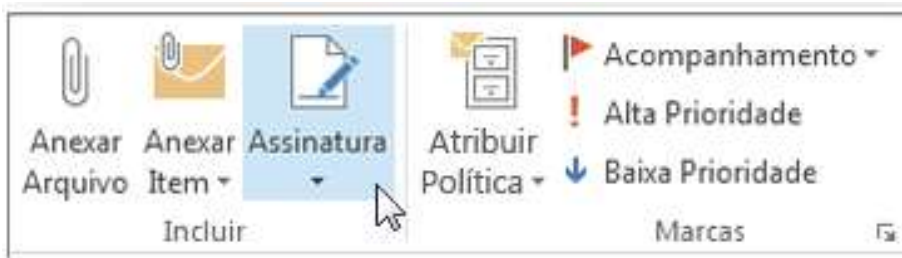 Anexar Arquivo
Anexar Item
Assinatura
Incluir
Atribuir Política
Acompanhamento
Alta Prioridade
Baixa Prioridade
Marcas